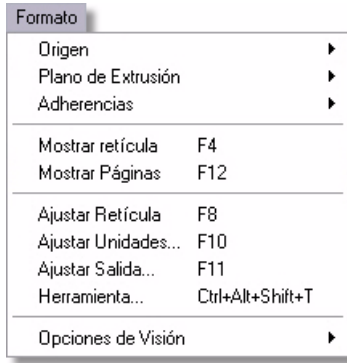 Formato
Origen
Plano de Extrusión
Adherencias
Mostrar retícula F4
Mostrar Páginas F12
Ajustar Retícula F8
Ajustar Unidades... F10
Ajustar Salida... F11
Herramienta... Ctrl+Alt+Shift+T
Opciones de Visión